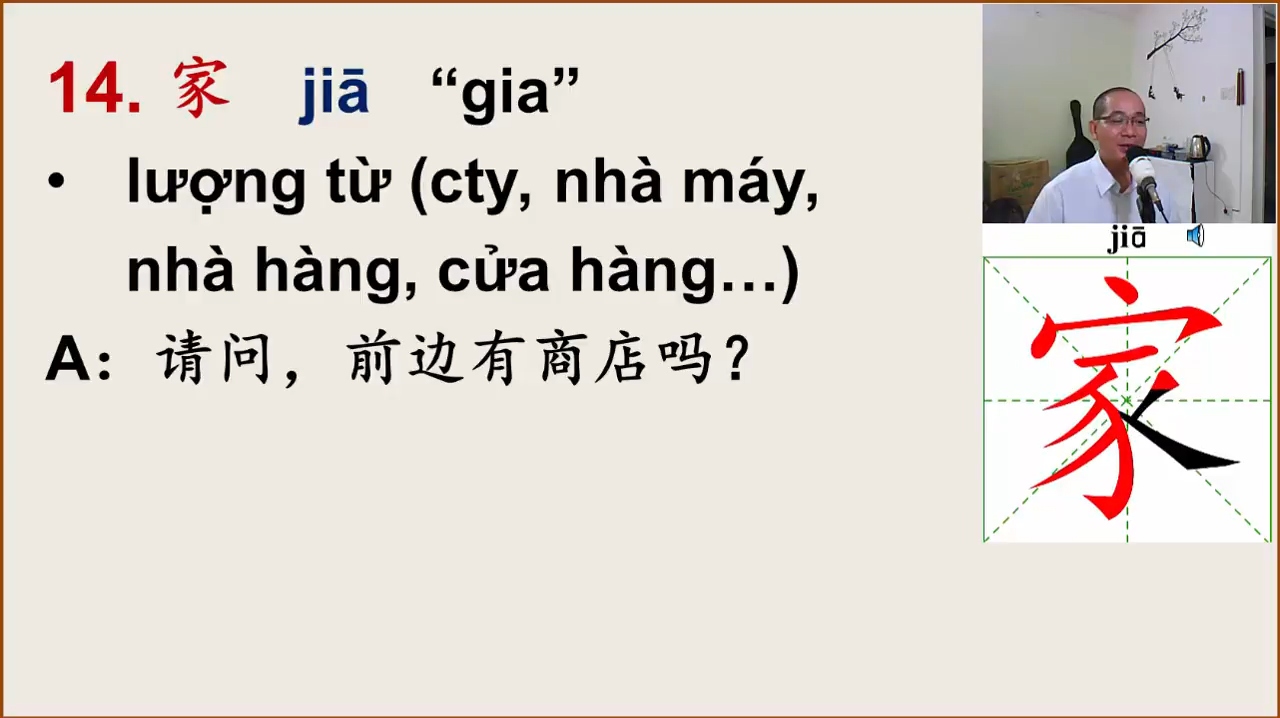 14. 家 jiā “gia”
• lượng từ (cty, nhà máy,
nhà hàng, cửa hàng…)
A：请问，前边有商店吗？
jiā
家